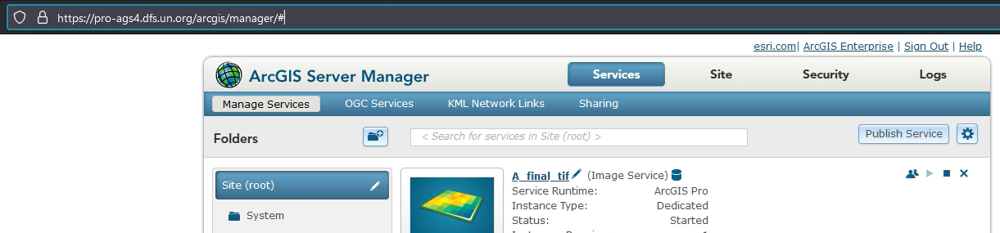 https://pro-ags4.dfs.un.org/arcgis/manager/#
esri.com| ArcGIS Enterprise | Sign Out | Help
ArcGIS Server Manager Services Site Security Logs
Manage Services OGC Services KML Network Links Sharing
Folders < Search for services in Site (root) > Publish Service
A_final_tif (Image Service)
Site (root) Service Runtime: ArcGIS Pro
Instance Type: Dedicated
System Status: Started